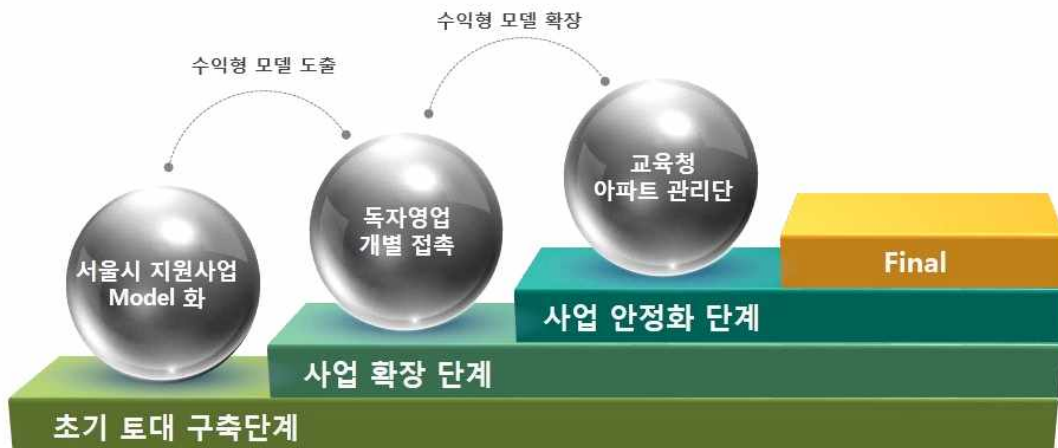 수익형 모델 확장
수익형 모델 도출
교육청
아파트 관리단
독자영업
개별 접촉
서울시 지원사업
Model 화
Final
사업 안정화 단계
사업 확장 단계
초기 토대 구축단계